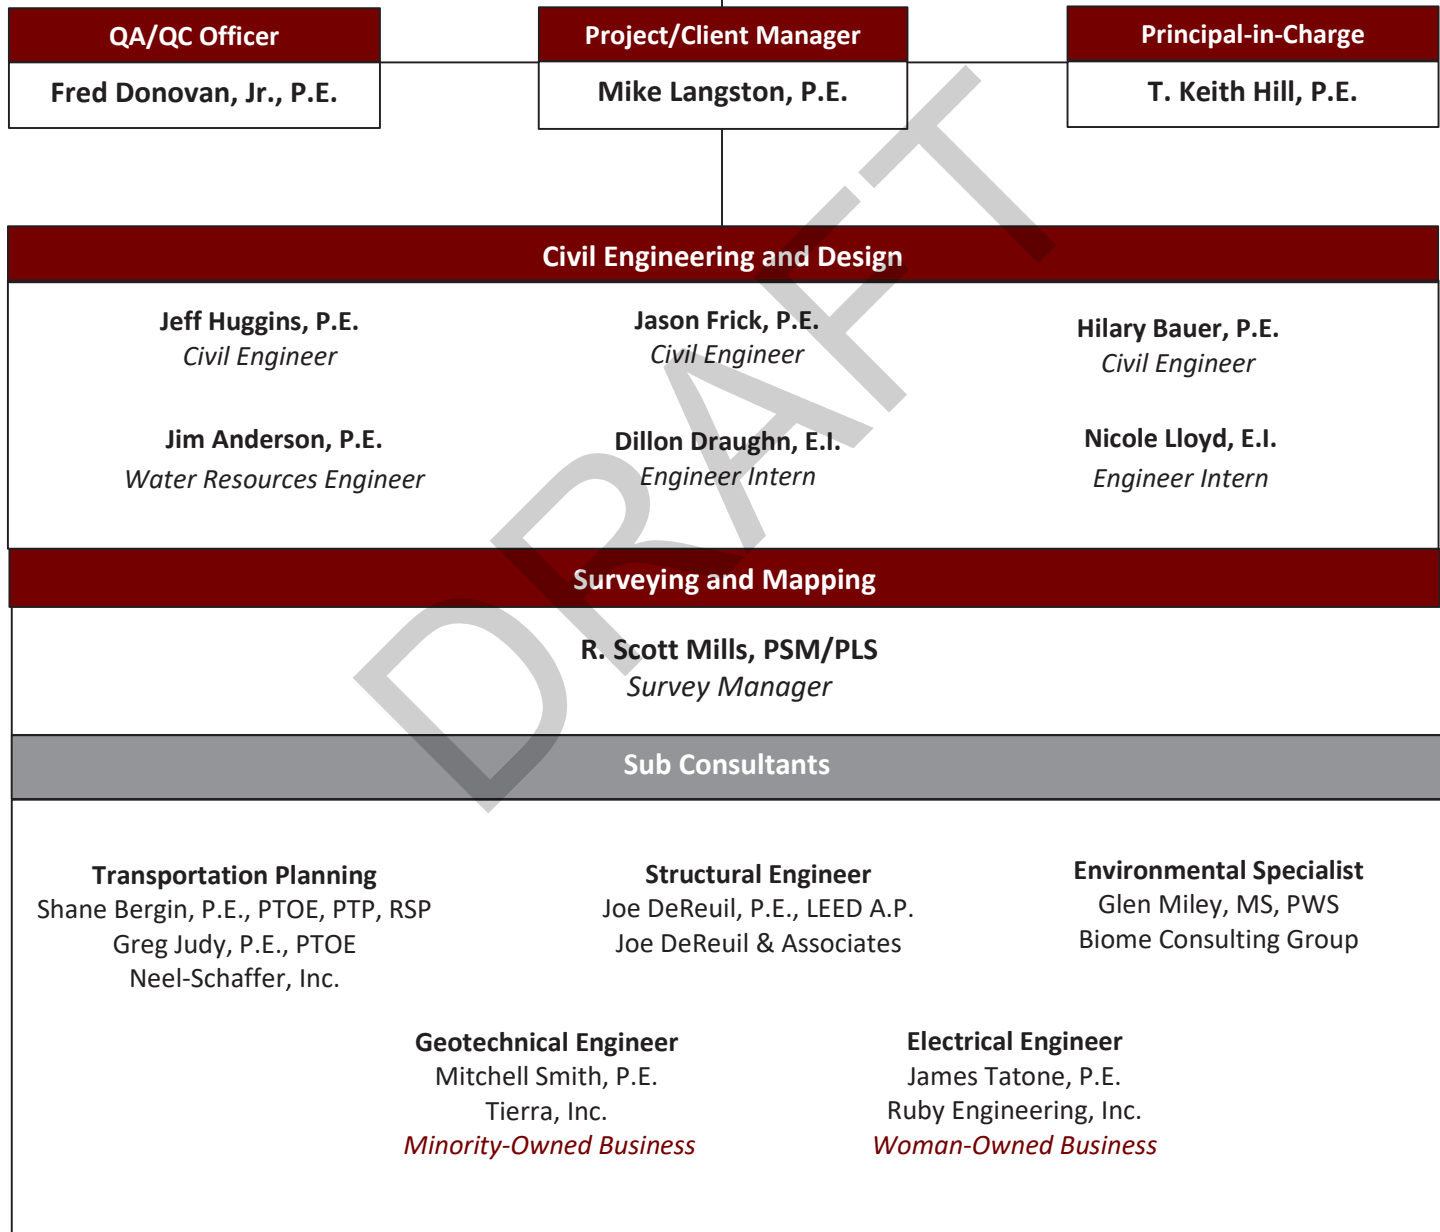 QA/QC Officer
Fred Donovan, Jr., P.E.
Project/Client Manager
Mike Langston, P.E.
Principal-in-Charge
T. Keith Hill, P.E.
Civil Engineering and Design
Jeff Huggins, P.E.
Civil Engineer
Jason Frick, P.E.
Civil Engineer
Hilary Bauer, P.E.
Civil Engineer
Jim Anderson, P.E.
Water Resources Engineer
Dillon Draughn, E.I.
Engineer Intern
Nicole Lloyd, E.I.
Engineer Intern
Surveying and Mapping
R. Scott Mills, PSM/PLS
Survey Manager
Sub Consultants
Transportation Planning
Shane Bergin, P.E., PTOE, PTP, RSP
Greg Judy, P.E., PTOE
Neel-Schaffer, Inc.
Structural Engineer
Joe DeReuil, P.E., LEED A.P.
Joe DeReuil & Associates
Environmental Specialist
Glen Miley, MS, PWS
Biome Consulting Group
Geotechnical Engineer
Mitchell Smith, P.E.
Tierra, Inc.
Minority-Owned Business
Electrical Engineer
James Tatone, P.E.
Ruby Engineering, Inc.
Woman-Owned Business
DRAFT